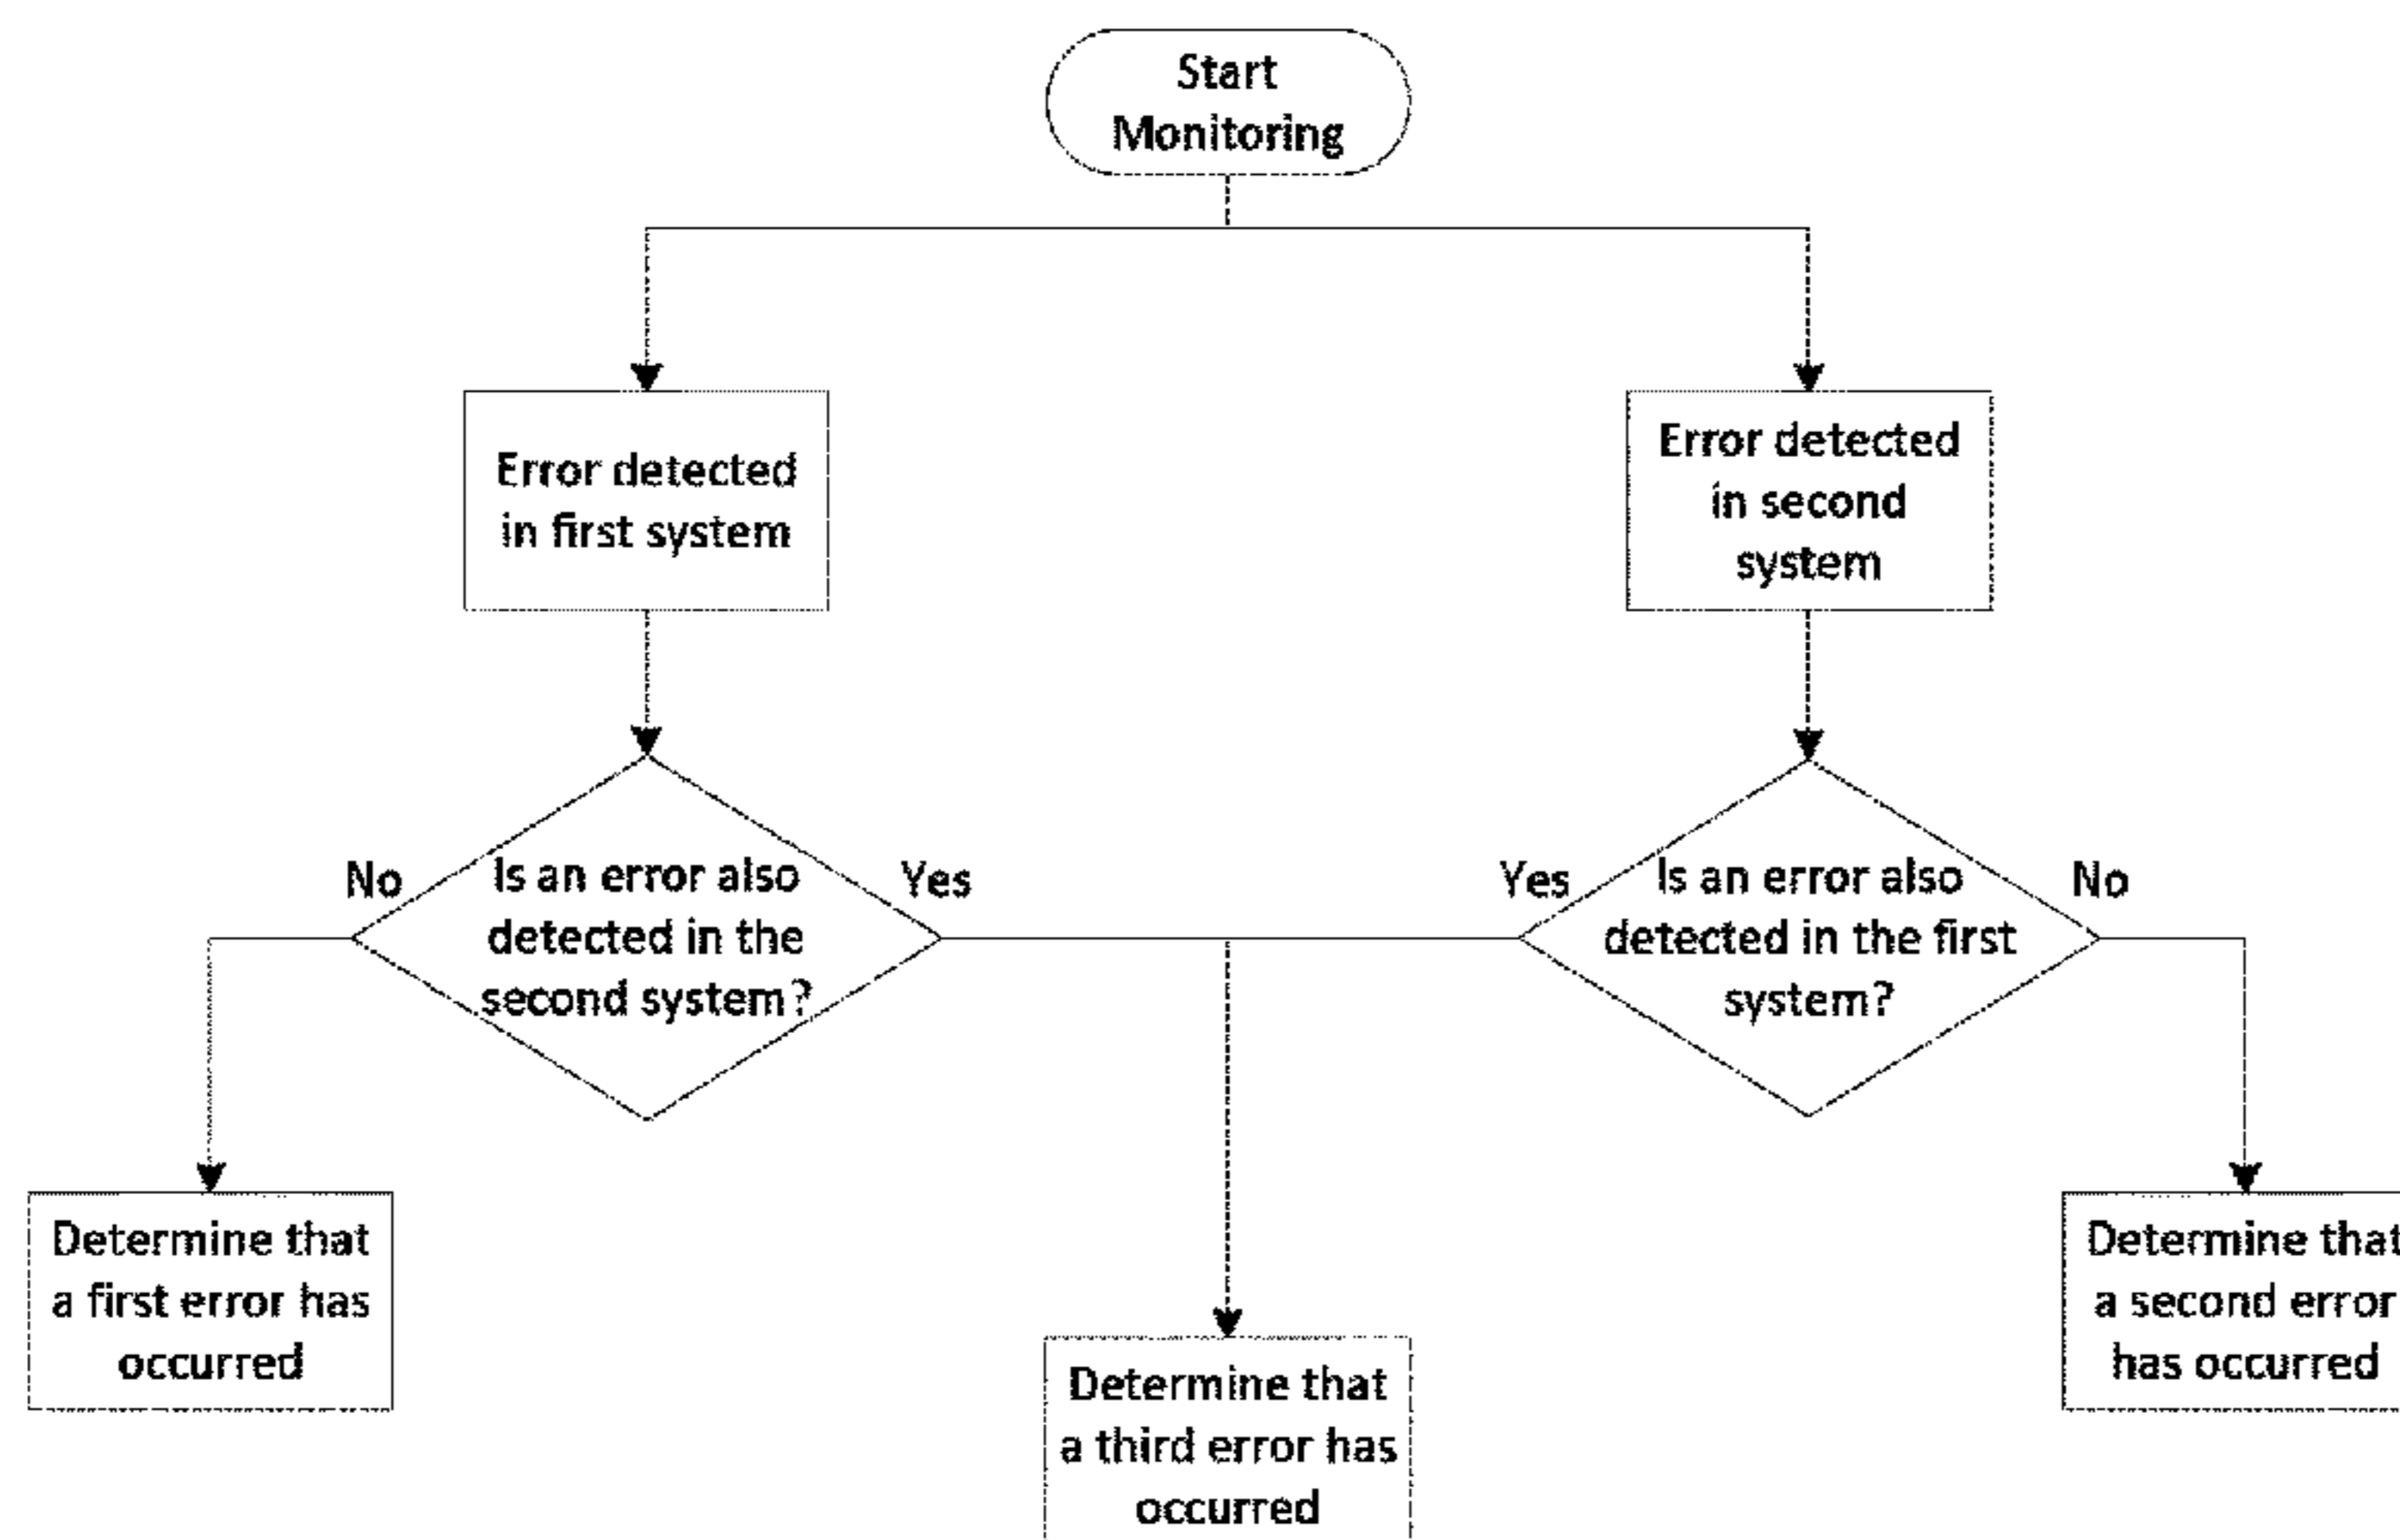 Start
Monitoring
Error detected
in first system
Error detected
in second
system
No
Is an error also
detected in the
second system?
Yes
Yes
Is an error also
detected in the first
system?
No
Determine that
a first error has
occurred
Determine that
a third error has
occurred
Determine that
a second error
has occurred